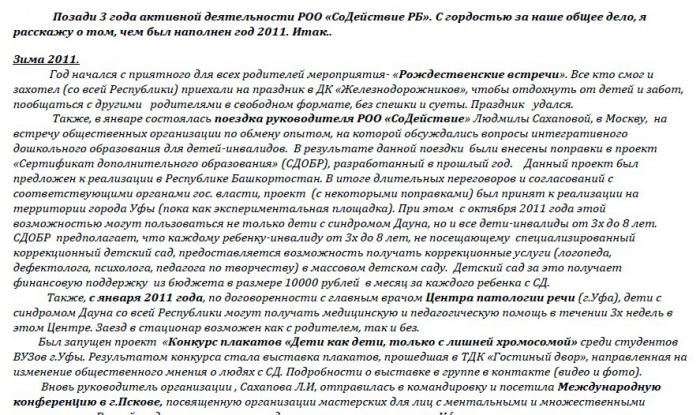 Позади 3 года активной деятельности РОО «СоДействие РБ». С гордостью за наше общее дело, я
расскажу о том, чем был наполнен год 2011. Итак..
Зима 2011.
Год начался с приятного для всех родителей мероприятия- «Рождественские встречи». Все кто смог и
захотел (со всей Республики) приехали на праздник в ДК «Железнодорожников», чтобы отдохнуть от детей и забот,
пообщаться с другими родителями в свободном формате, без спешки и суеты. Праздник удался.
Также, в январе состоялась поездка руководителя РОО «СоДействие» Людмилы Сахаповой, в Москву, на
встречу общественных организации по обмену опытом, на которой обсуждались вопросы интегративного
дошкольного образования для детей-инвалидов. В результате данной поездки были внесены поправки в проект
«Сертификат дополнительного образования» (СДОБР), разработанный в прошлый год. Данный проект был
предложен к реализации в Республике Башкортостан. В итоге длительных переговоров и согласований с
соответствующими органами гос. власти, проект (с некоторыми поправками) был принят к реализации на
территории города Уфы (пока как экспериментальная площадка). При этом с октября 2011 года этой
возможностью могут пользоваться не только дети с синдромом Дауна, но и все дети-инвалиды от 3х до 8 лет.
СДОБР предполагает, что каждому ребенку-инвалиду от 3х до 8 лет, не посещающему специализированный
коррекционный детский сад, предоставляется возможность получать коррекционные услуги (логопеда,
дефектолога, психолога, педагога по творчеству) в массовом детском саду. Детский сад за это получает
финансовую поддержку из бюджета в размере 10000 рублей в месяц за каждого ребенка с СД.
Также, с января 2011 года, по договоренности с главным врачом Центра патологии речи (г.Уфа), дети с
синдромом Дауна со всей Республики могут получать медицинскую и педагогическую помощь в течении 3х недель в
этом Центре. Заезд в стационар возможен как с родителем, так и без.
Был запущен проект «Конкурс плакатов «Дети как дети, только с лишней хромосомой» среди студентов
ВУЗов г.Уфы. Результатом конкурса стала выставка плакатов, прошедшая в ТДК «Гостиный двор», направленная на
изменение общественного мнения о людях с СД. Подробности о выставке в группе в контакте (видео и фото).
Вновь руководитель организации , Сахапова Л.И, отправилась в командировку и посетила Международную
конференцию в г.Пскове, посвященную организации мастерских для лиц с ментальными и множественными